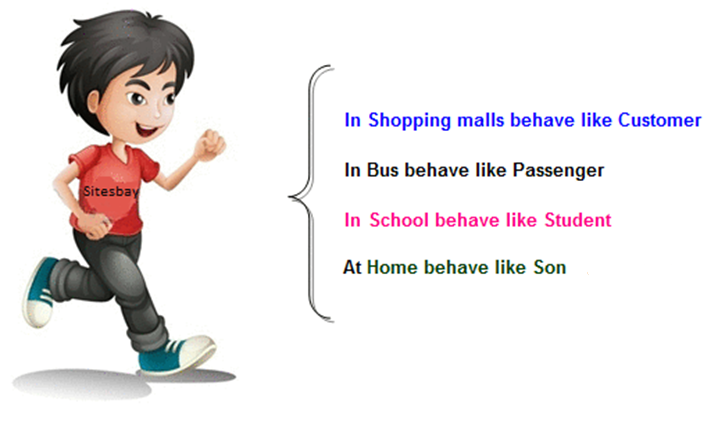 Sitesbay
In Shopping malls behave like Customer
In Bus behave like Passenger
In School behave like Student
At Home behave like Son